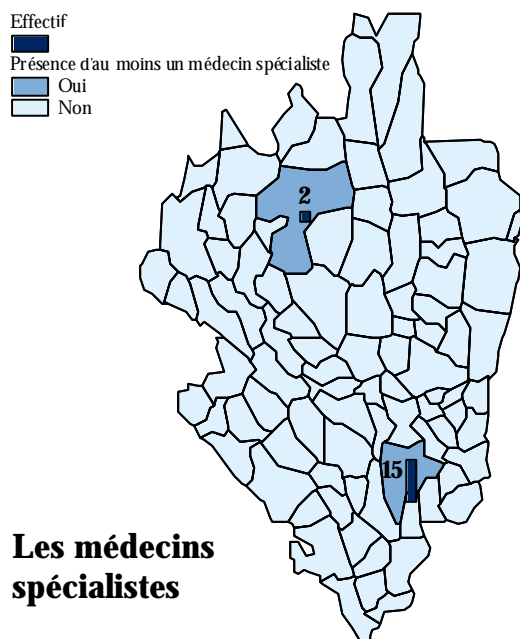 Effectif
Présence d'au moins un médecin spécialiste
Oui
Non
2
15
Les médecins
spécialistes